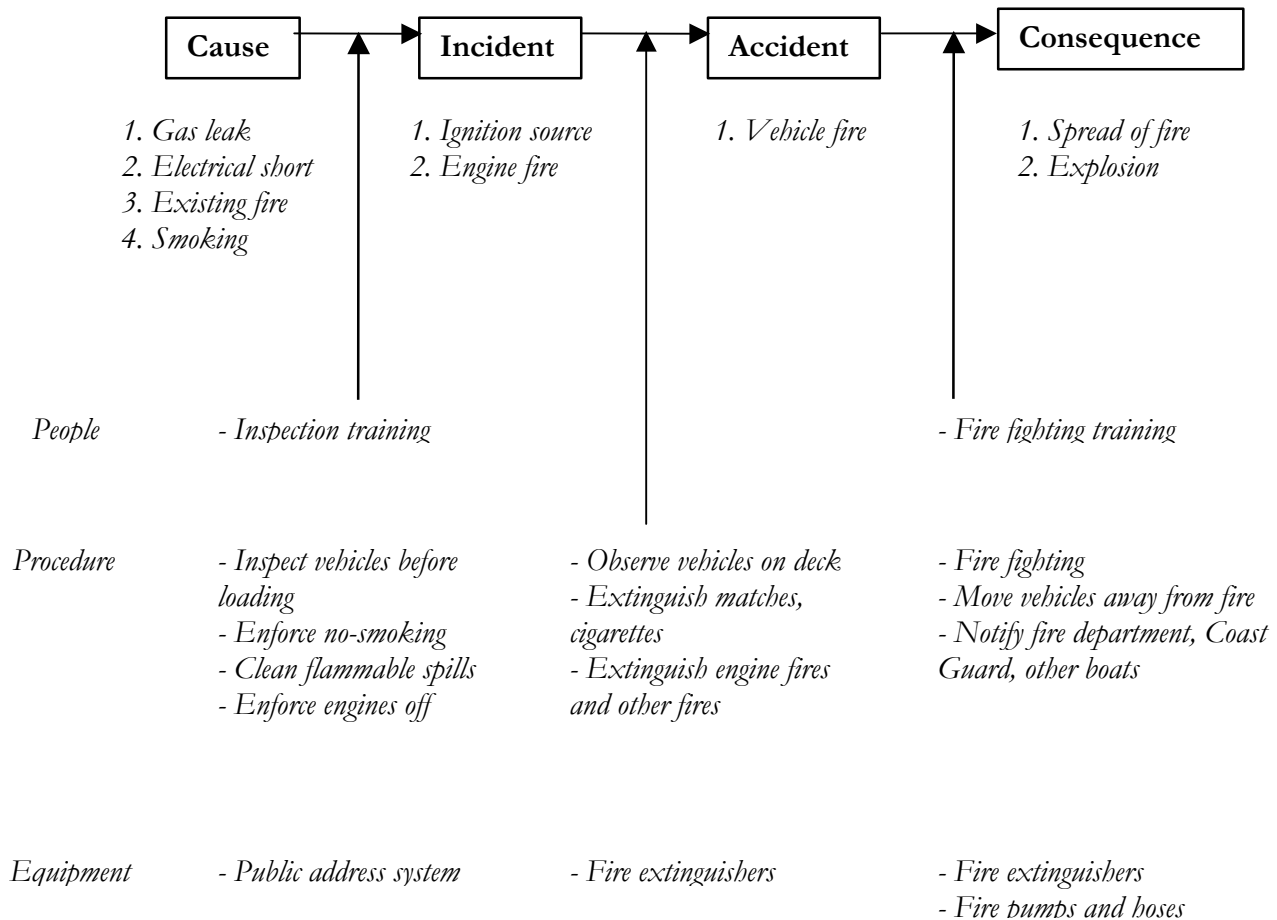 Cause Incident Accident Consequence
1. Gas leak 1. Ignition source 1. Vehicle fire 1. Spread of fire
2. Electrical short 2. Engine fire 2. Explosion
3. Existing fire
4. Smoking
People - Inspection training - Fire fighting training
Procedure - Inspect vehicles before - Observe vehicles on deck - Fire fighting
loading - Extinguish matches, - Move vehicles away from fire
- Enforce no-smoking cigarettes - Notify fire department, Coast
- Clean flammable spills - Extinguish engine fires Guard, other boats
- Enforce engines off and other fires
Equipment - Public address system - Fire extinguishers - Fire extinguishers
- Fire pumps and hoses